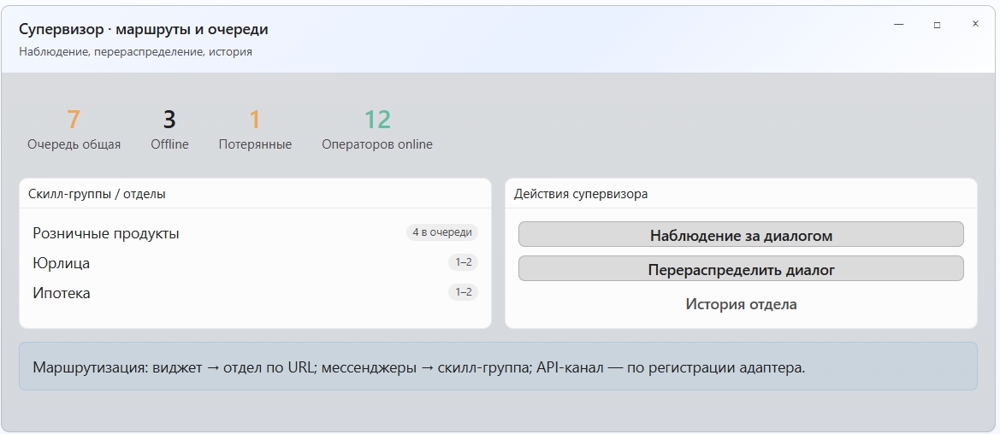 Супервизор · маршруты и очереди
Наблюдение, перераспределение, история
7
Очередь общая
3
Offline
1
Потерянные
12
Операторов online
Скилл-группы / отделы
Розничные продукты 4 в очереди
Юрлица 1–2
Ипотека 1–2
Действия супервизора
Наблюдение за диалогом
Перераспределить диалог
История отдела
Маршрутизация: виджет → отдел по URL; мессенджеры → скилл-группа; API-канал — по регистрации адаптера.